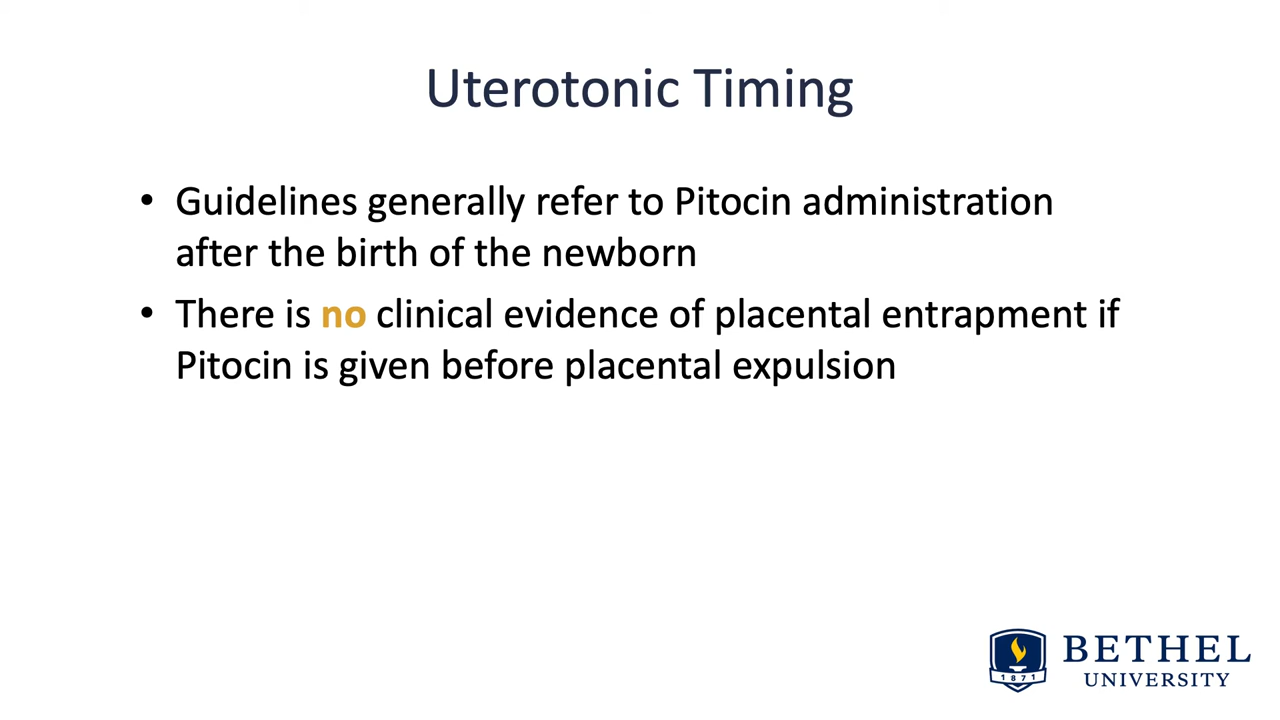 Uterotonic Timing
• Guidelines generally refer to Pitocin administration
after the birth of the newborn
• There is no clinical evidence of placental entrapment if
Pitocin is given before placental expulsion
1871
BETHEL
UNIVERSITY